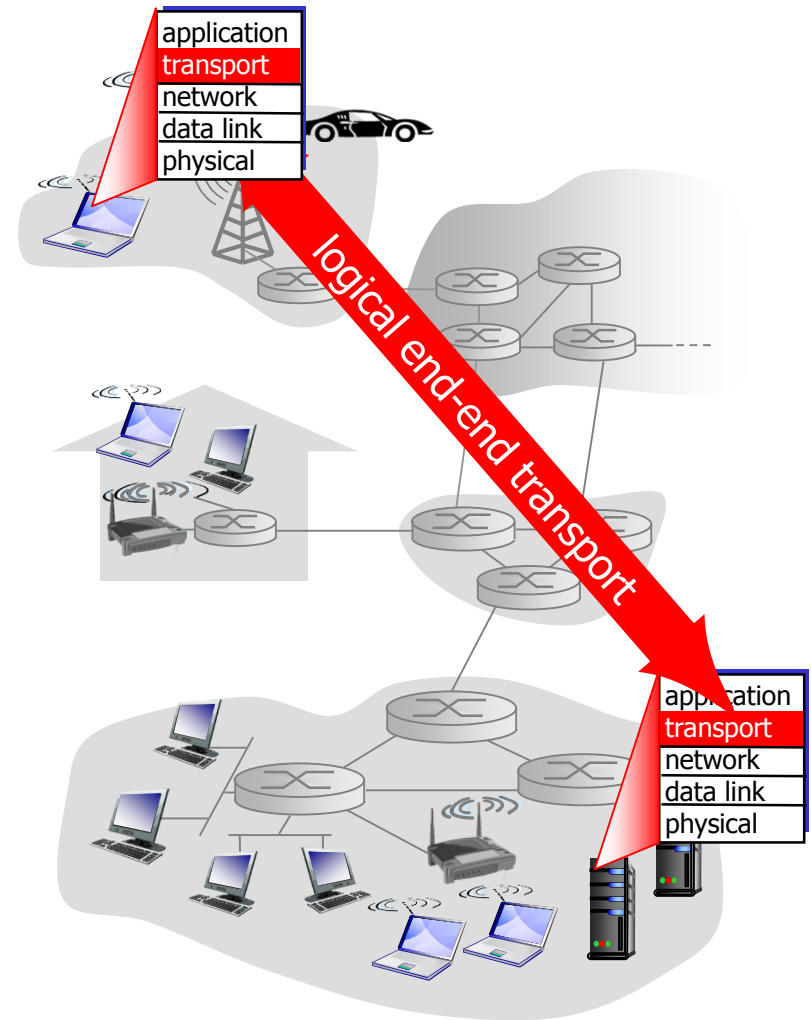 application
transport
network
data link
physical
logical end-end transport
application
transport
network
data link
physical